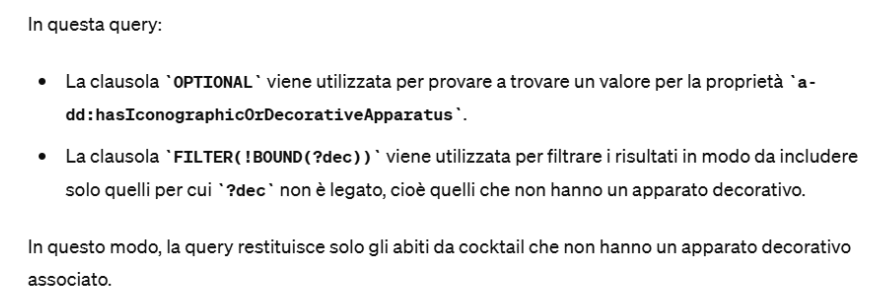 In questa query:
• La clausola `OPTIONAL` viene utilizzata per provare a trovare un valore per la proprietà `a-
dd:hasIconographicOrDecorativeApparatus`.
• La clausola `FILTER(!BOUND(?dec))` viene utilizzata per filtrare i risultati in modo da includere
solo quelli per cui `?dec` non è legato, cioè quelli che non hanno un apparato decorativo.
In questo modo, la query restituisce solo gli abiti da cocktail che non hanno un apparato decorativo
associato.